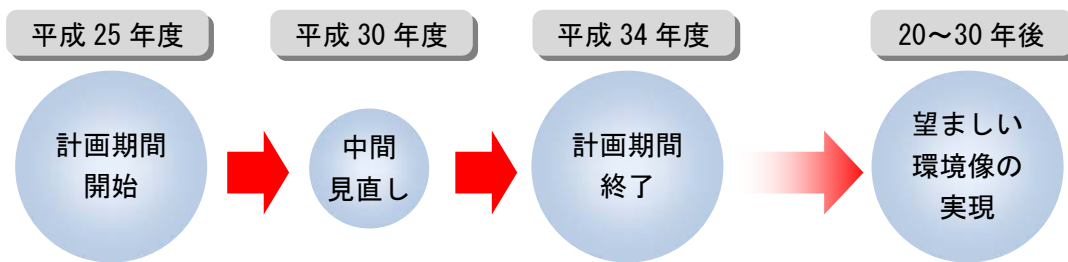 平成 25 年度
平成 30 年度
平成 34 年度
20～30 年後
計画期間
開始
中間
見直し
計画期間
終了
望ましい
環境像の
実現